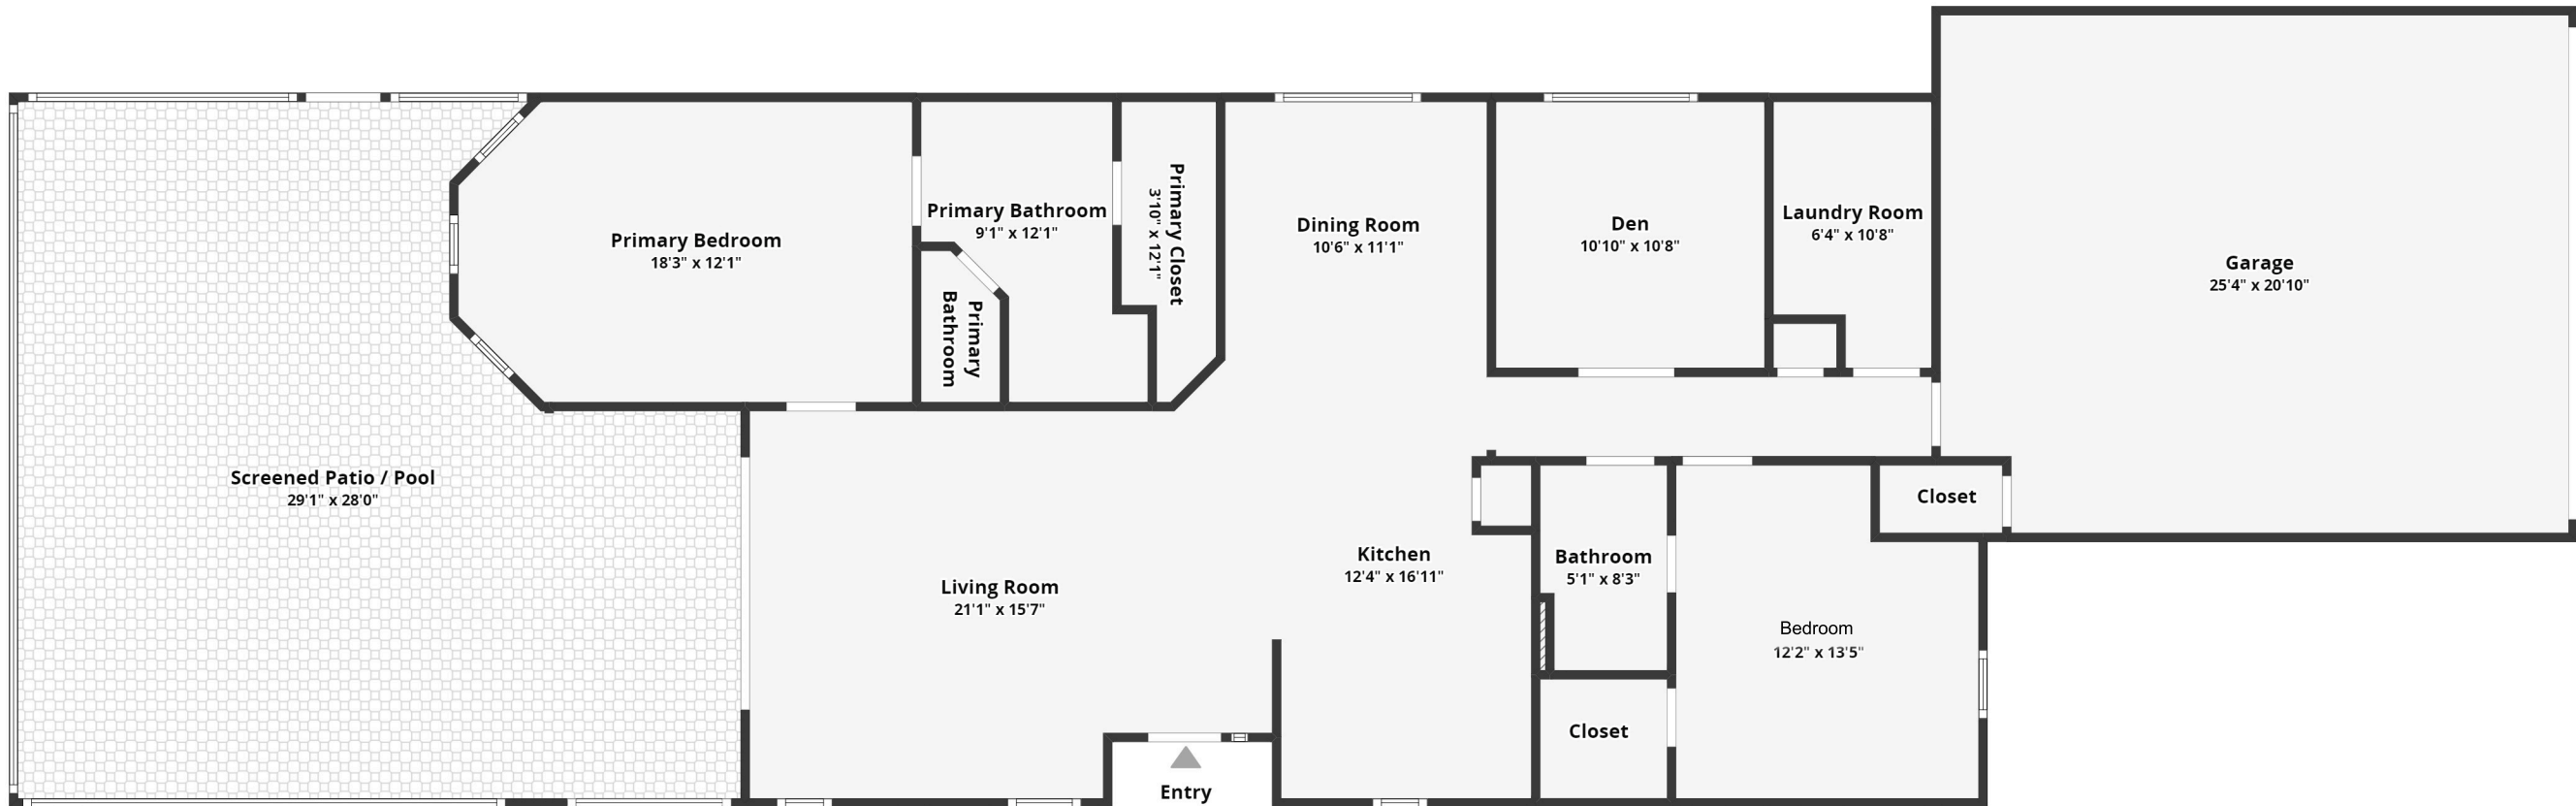 Primary Bedroom
18'3" x 12'1"
Primary Bathroom
9'1" x 12'1"
Primary
Bathroom
Primary Closet
3'10" x 12'1"
Dining Room
10'6" x 11'1"
Den
10'10" x 10'8"
Laundry Room
6'4" x 10'8"
Garage
25'4" x 20'10"
Screened Patio / Pool
29'1" x 28'0"
Living Room
21'1" x 15'7"
Kitchen
12'4" x 16'11"
Bathroom
5'1" x 8'3"
Closet
Bedroom
12'2" x 13'5"
Closet
Entry